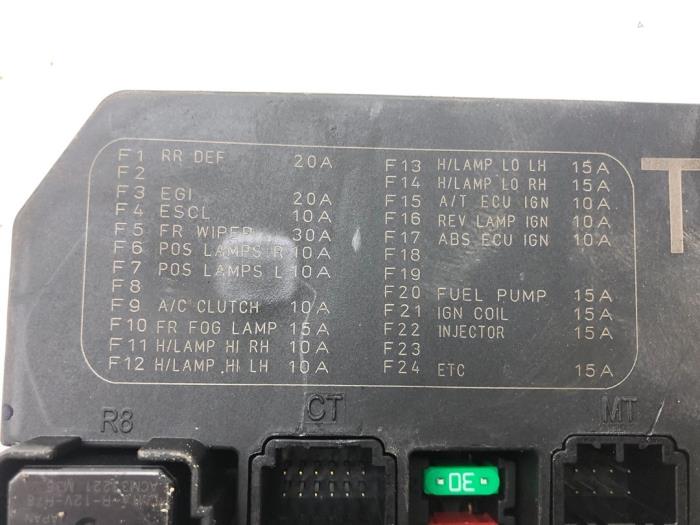 F1 RR DEF 20A
F2
F3 EGI 20A
F4 ESCL 10A
F5 FR WIPER 30A
F6 POS LAMPS R 10A
F7 POS LAMPS L 10A
F8
F9 A/C CLUTCH 10A
F10 FR FOG LAMP 15A
F11 H/LAMP HI RH 10A
F12 H/LAMP HI LH 10A
F13 H/LAMP LO LH 15A
F14 H/LAMP LO RH 15A
F15 A/T ECU IGN 10A
F16 REV LAMP IGN 10A
F17 ABS ECU IGN 10A
F18
F19
F20 FUEL PUMP 15A
F21 IGN COIL 15A
F22 INJECTOR 15A
F23
F24 ETC 15A
T
R8
CT
MT
30
JAPAN